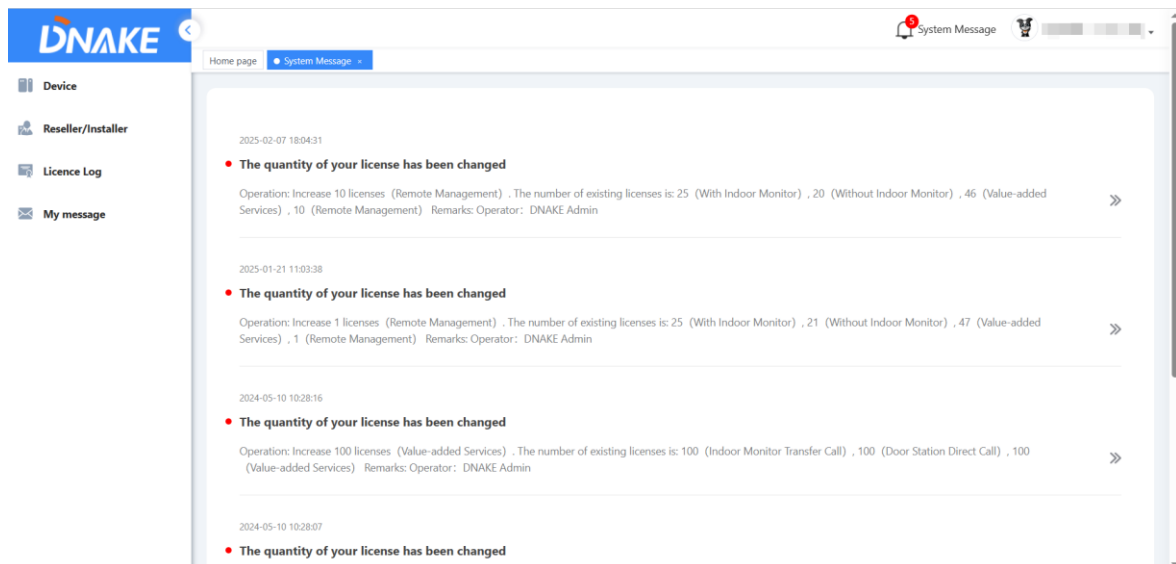 DNAKE
5
System Message
Home page
System Message ×
Device
Reseller/Installer
Licence Log
My message
2025-02-07 18:04:31
The quantity of your license has been changed
Operation: Increase 10 licenses（Remote Management）. The number of existing licenses is: 25（With Indoor Monitor）, 20（Without Indoor Monitor）, 46（Value-added
Services）, 10（Remote Management） Remarks: Operator：DNAKE Admin
2025-01-21 11:03:38
The quantity of your license has been changed
Operation: Increase 1 licenses（Remote Management）. The number of existing licenses is: 25（With Indoor Monitor）, 21（Without Indoor Monitor）, 47（Value-added
Services）, 1（Remote Management） Remarks: Operator：DNAKE Admin
2024-05-10 10:28:16
The quantity of your license has been changed
Operation: Increase 100 licenses（Value-added Services）. The number of existing licenses is: 100（Indoor Monitor Transfer Call）, 100（Door Station Direct Call）, 100
（Value-added Services） Remarks: Operator：DNAKE Admin
2024-05-10 10:28:07
The quantity of your license has been changed